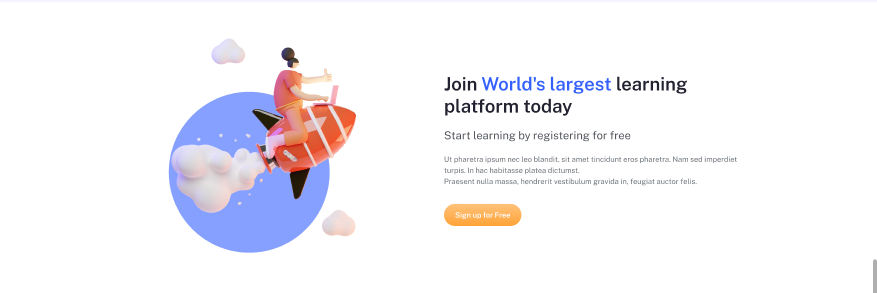 Join World's largest learning
platform today
Start learning by registering for free
Ut pharetra ipsum nec leo blandit, sit amet tincidunt eros pharetra. Nam sed imperdiet
turpis. In hac habitasse platea dictumst.
Praesent nulla massa, hendrerit vestibulum gravida in, feugiat auctor felis.
Sign up for Free